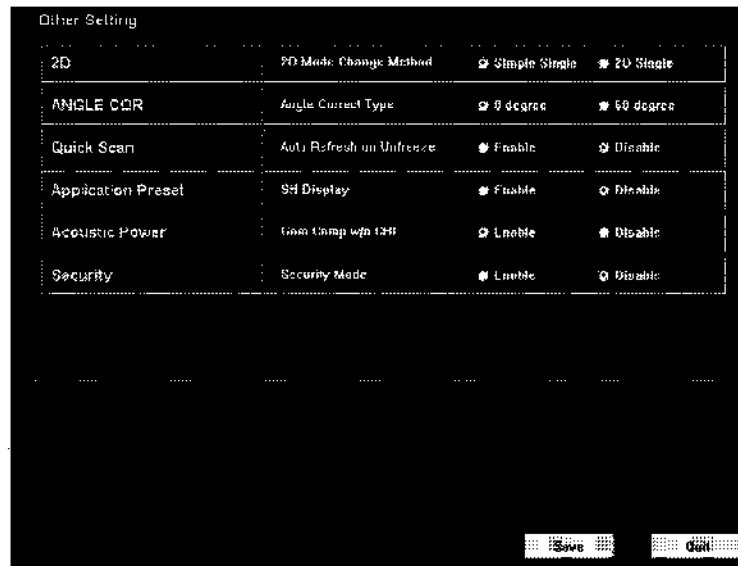 Other Setting
2D 2D Mode Change Method Simple Single 2D Single
ANGLE COR Angle Correct Type 0 degree 60 degree
Quick Scan Auto Refresh on Unfreeze Enable Disable
Application Preset SH Display Enable Disable
Acoustic Power Enable Disable
Security Security Mode Enable Disable
Save Quit